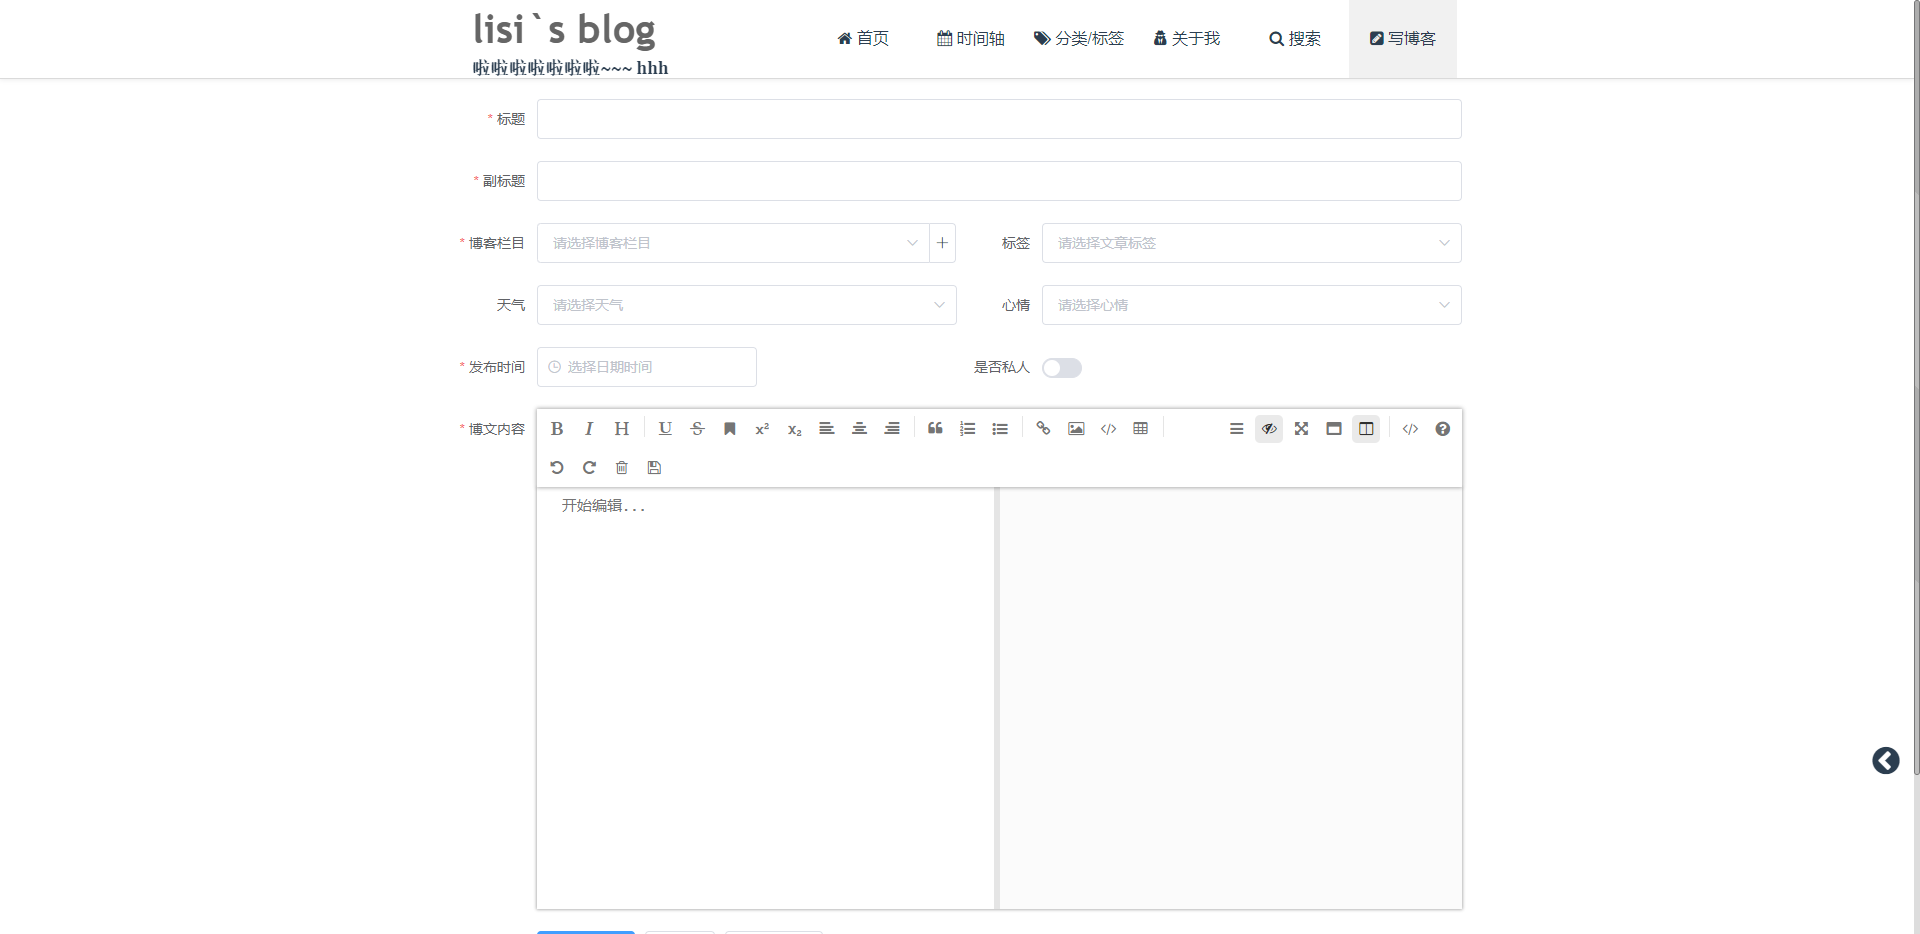 lisi`s blog
啦啦啦啦啦啦啦~~~ hhh
首页 时间轴 分类/标签 关于我 搜索 写博客
* 标题
* 副标题
* 博客栏目 请选择博客栏目 标签 请选择文章标签
天气 请选择天气 心情 请选择心情
* 发布时间 选择日期时间 是否私人
* 博文内容
开始编辑...